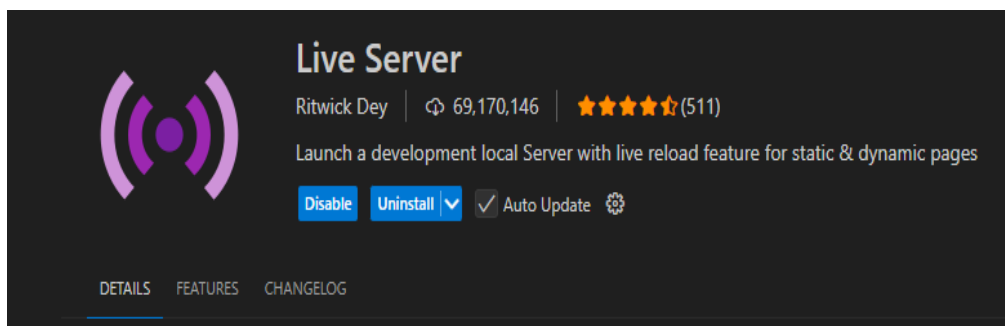 Live Server
Ritwick Dey 69,170,146 (511)
Launch a development local Server with live reload feature for static & dynamic pages
Disable Uninstall Auto Update
DETAILS FEATURES CHANGELOG